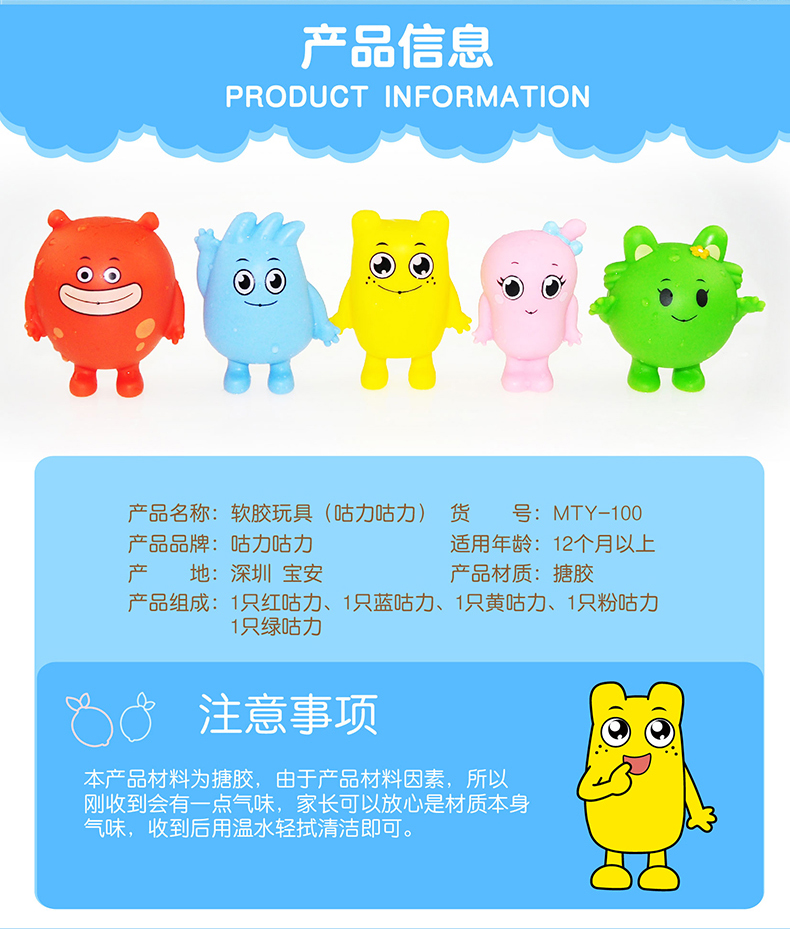 产品信息
PRODUCT INFORMATION
产品名称：软胶玩具（咕力咕力） 货　　号：MTY-100
产品品牌：咕力咕力 适用年龄：12个月以上
产　　地：深圳 宝安 产品材质：搪胶
产品组成：1只红咕力、1只蓝咕力、1只黄咕力、1只粉咕力
1只绿咕力
注意事项
本产品材料为搪胶，由于产品材料因素，所以
刚收到会有一点气味，家长可以放心是材质本身
气味，收到后用温水轻拭清洁即可。